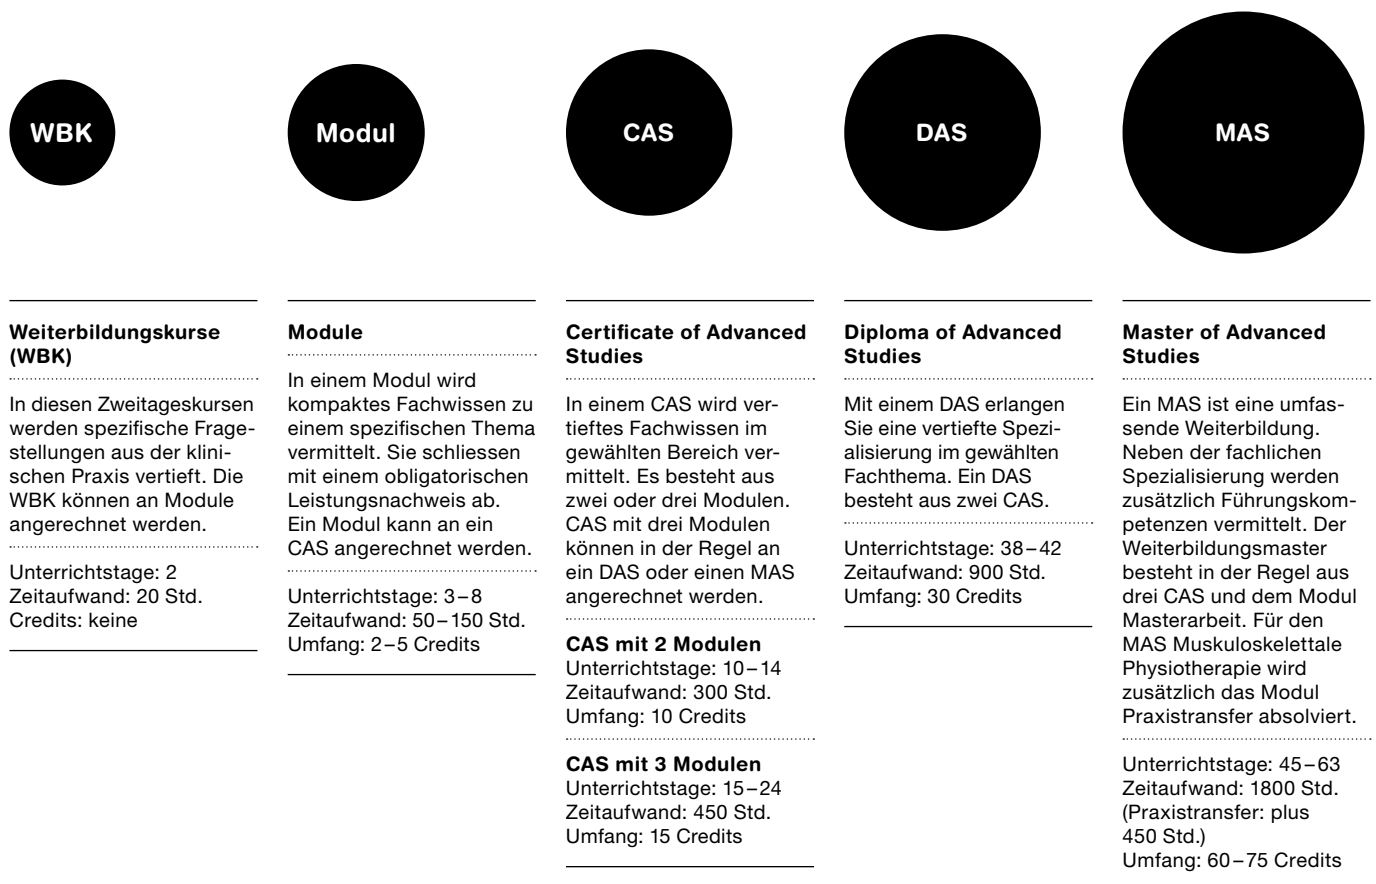 WBK
Modul
CAS
DAS
MAS
Weiterbildungskurse
(WBK)
In diesen Zweitageskursen
werden spezifische Frage-
stellungen aus der klini-
schen Praxis vertieft. Die
WBK können an Module
angerechnet werden.
Unterrichtstage: 2
Zeitaufwand: 20 Std.
Credits: keine
Module
In einem Modul wird
kompaktes Fachwissen zu
einem spezifischen Thema
vermittelt. Sie schliessen
mit einem obligatorischen
Leistungsnachweis ab.
Ein Modul kann an ein
CAS angerechnet werden.
Unterrichtstage: 3–8
Zeitaufwand: 50–150 Std.
Umfang: 2–5 Credits
Certificate of Advanced
Studies
In einem CAS wird ver-
tieftes Fachwissen im
gewählten Bereich ver-
mittelt. Es besteht aus
zwei oder drei Modulen.
CAS mit drei Modulen
können in der Regel an
ein DAS oder einen MAS
angerechnet werden.
CAS mit 2 Modulen
Unterrichtstage: 10–14
Zeitaufwand: 300 Std.
Umfang: 10 Credits
CAS mit 3 Modulen
Unterrichtstage: 15–24
Zeitaufwand: 450 Std.
Umfang: 15 Credits
Diploma of Advanced
Studies
Mit einem DAS erlangen
Sie eine vertiefte Spezi-
alisierung im gewählten
Fachthema. Ein DAS
besteht aus zwei CAS.
Unterrichtstage: 38–42
Zeitaufwand: 900 Std.
Umfang: 30 Credits
Master of Advanced
Studies
Ein MAS ist eine umfas-
sende Weiterbildung.
Neben der fachlichen
Spezialisierung werden
zusätzlich Führungskom-
petenzen vermittelt. Der
Weiterbildungsmaster
besteht in der Regel aus
drei CAS und dem Modul
Masterarbeit. Für den
MAS Muskuloskelettale
Physiotherapie wird
zusätzlich das Modul
Praxistransfer absolviert.
Unterrichtstage: 45–63
Zeitaufwand: 1800 Std.
(Praxistransfer: plus
450 Std.)
Umfang: 60–75 Credits